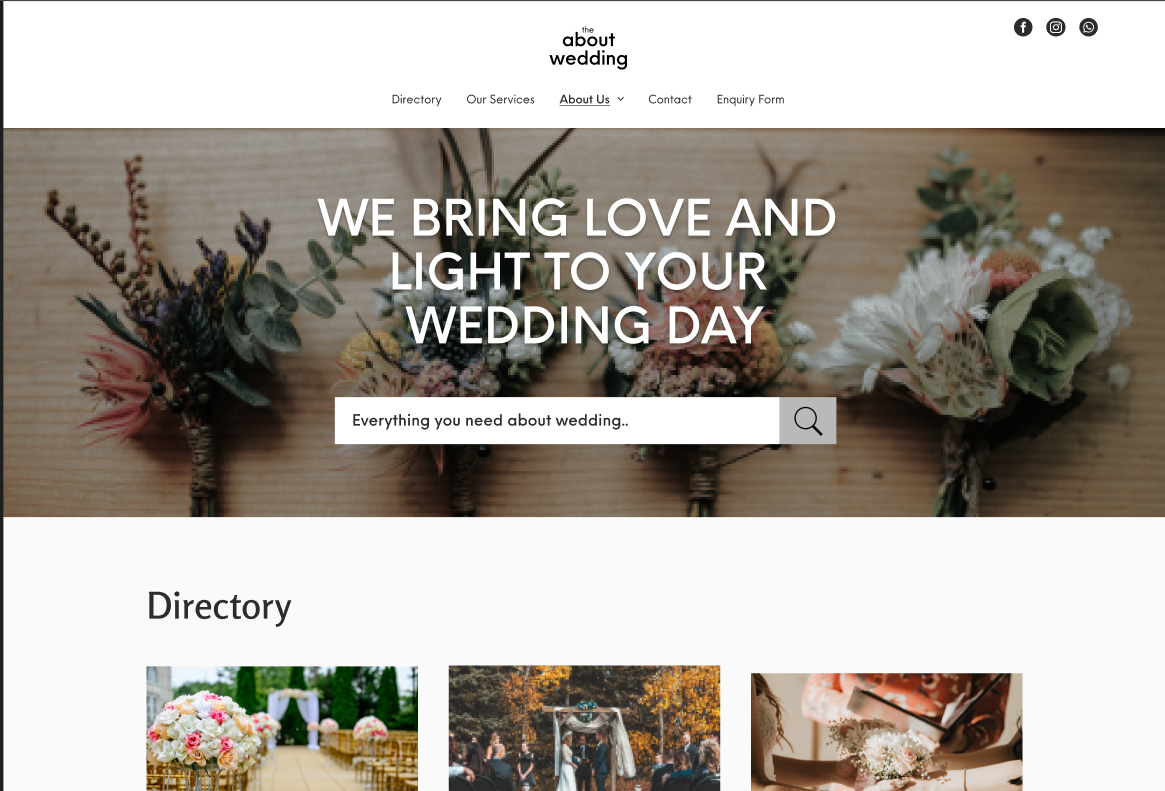 the
about
wedding
Directory Our Services About Us Contact Enquiry Form
WE BRING LOVE AND
LIGHT TO YOUR
WEDDING DAY
Everything you need about wedding..
Directory